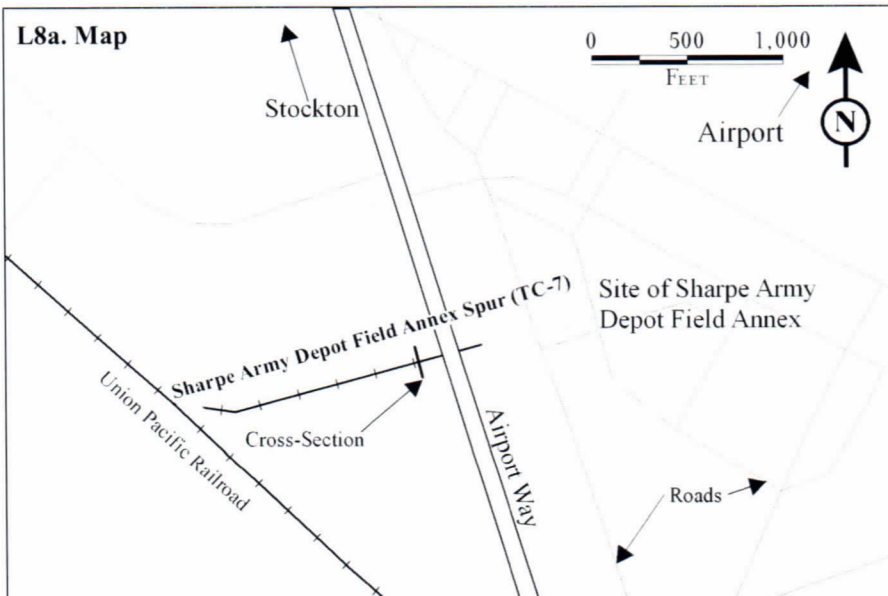 L8a. Map
0 500 1,000
FEET
Stockton
Airport
N
Site of Sharpe Army
Depot Field Annex
Sharpe Army Depot Field Annex Spur (TC-7)
Union Pacific Railroad
Cross-Section
Airport Way
Roads